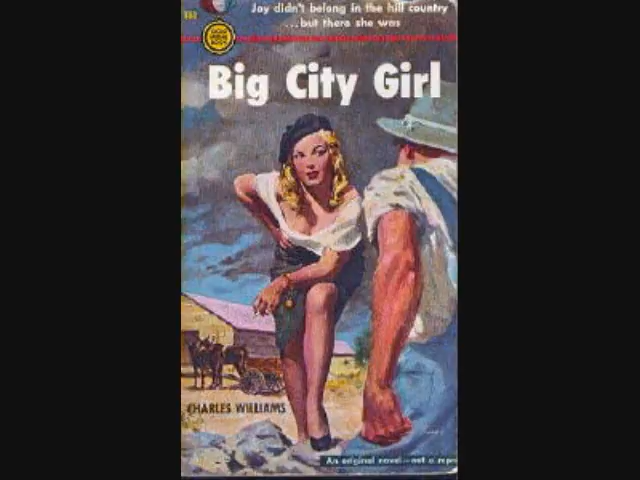 Joy didn't belong in the hill country
...but there she was
Big City Girl
CHARLES WILLIAMS
An original novel—not a repr